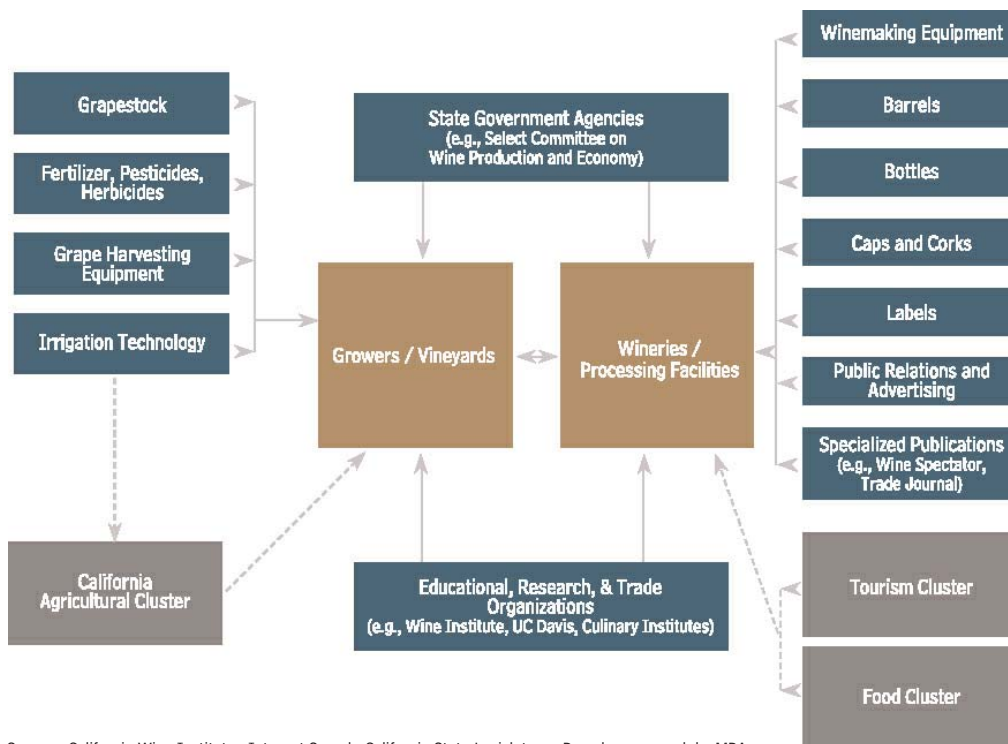 Grapestock
Fertilizer, Pesticides,
Herbicides
Grape Harvesting
Equipment
Irrigation Technology
California
Agricultural Cluster
State Government Agencies
(e.g., Select Committee on
Wine Production and Economy)
Growers / Vineyards
Wineries /
Processing Facilities
Educational, Research, & Trade
Organizations
(e.g., Wine Institute, UC Davis, Culinary Institutes)
Winemaking Equipment
Barrels
Bottles
Caps and Corks
Labels
Public Relations and
Advertising
Specialized Publications
(e.g., Wine Spectator,
Trade Journal)
Tourism Cluster
Food Cluster